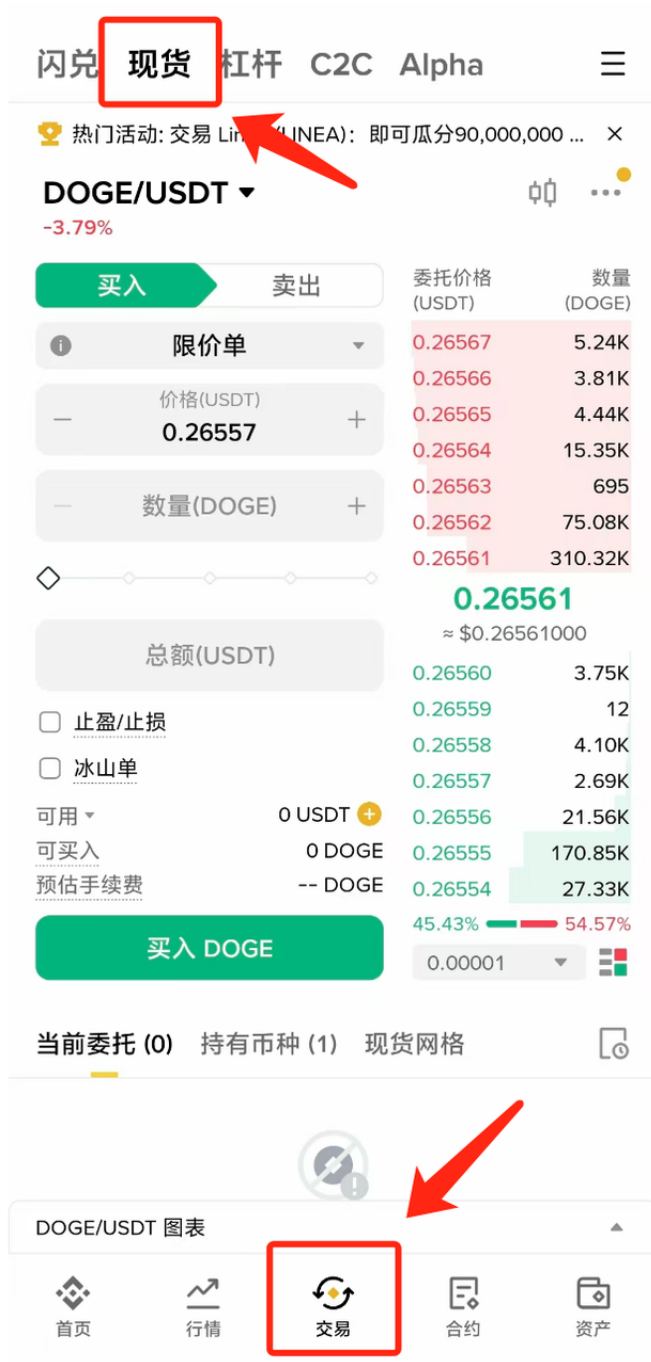 闪兑 现货 杠杆 C2C Alpha
热门活动: 交易 Lin (LINEA)：即可瓜分90,000,000 ...
DOGE/USDT
-3.79%
买入 卖出
限价单
价格(USDT)
0.26557
数量(DOGE)
总额(USDT)
止盈/止损
冰山单
可用 0 USDT
可买入 0 DOGE
预估手续费 -- DOGE
买入 DOGE
委托价格 数量
(USDT) (DOGE)
0.26567 5.24K
0.26566 3.81K
0.26565 4.44K
0.26564 15.35K
0.26563 695
0.26562 75.08K
0.26561 310.32K
0.26561
≈ $0.26561000
0.26560 3.75K
0.26559 12
0.26558 4.10K
0.26557 2.69K
0.26556 21.56K
0.26555 170.85K
0.26554 27.33K
45.43% 54.57%
0.00001
当前委托 (0) 持有币种 (1) 现货网格
DOGE/USDT 图表
首页 行情 交易 合约 资产